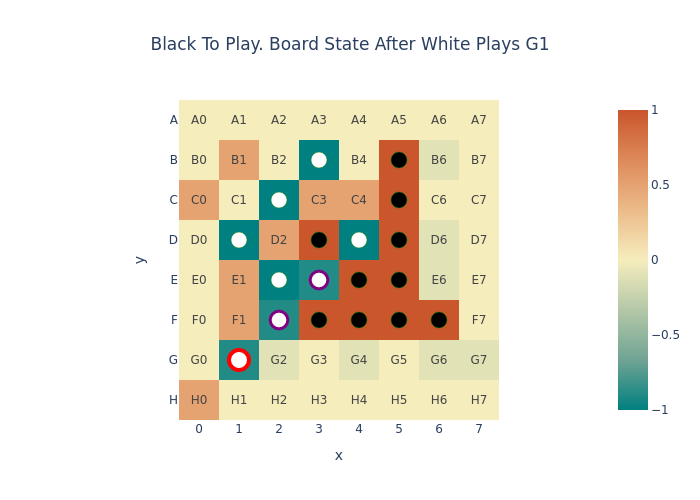 Black To Play. Board State After White Plays G1
A A0 A1 A2 A3 A4 A5 A6 A7
B B0 B1 B2 B4 B6 B7
C C0 C1 C3 C4 C6 C7
D D0 D2 D6 D7
E E0 E1 E6 E7
F F0 F1 F7
G G0 G2 G3 G4 G5 G6 G7
H H0 H1 H2 H3 H4 H5 H6 H7
0 1 2 3 4 5 6 7
x
y
1
0.5
0
−0.5
−1